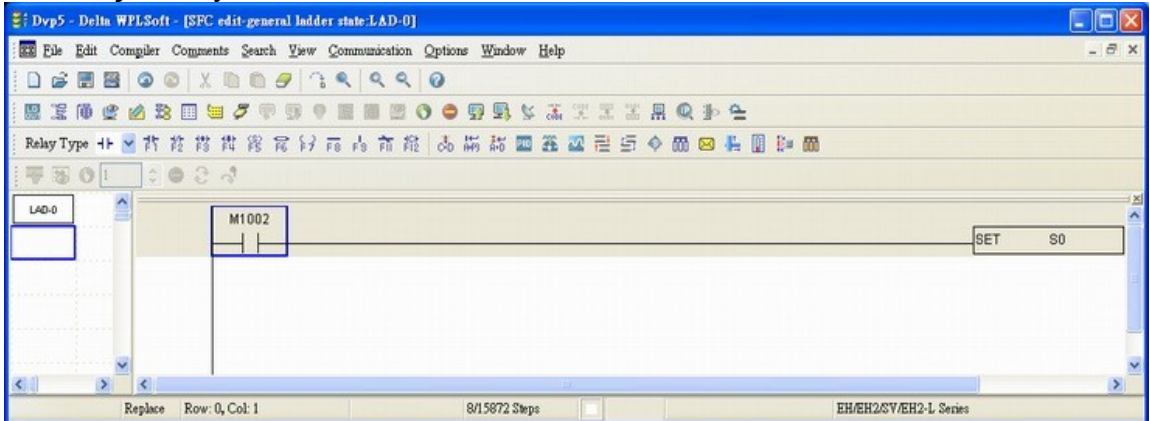 Dvp5 - Delta WPLSoft - [SFC edit-general ladder state:LAD-0]
File Edit Compiler Comments Search View Communication Options Window Help
Relay Type
1
LAD-0
M1002
SET S0
Replace Row: 0, Col: 1 8/15872 Steps EH/EH2/SV/EH2-L Series